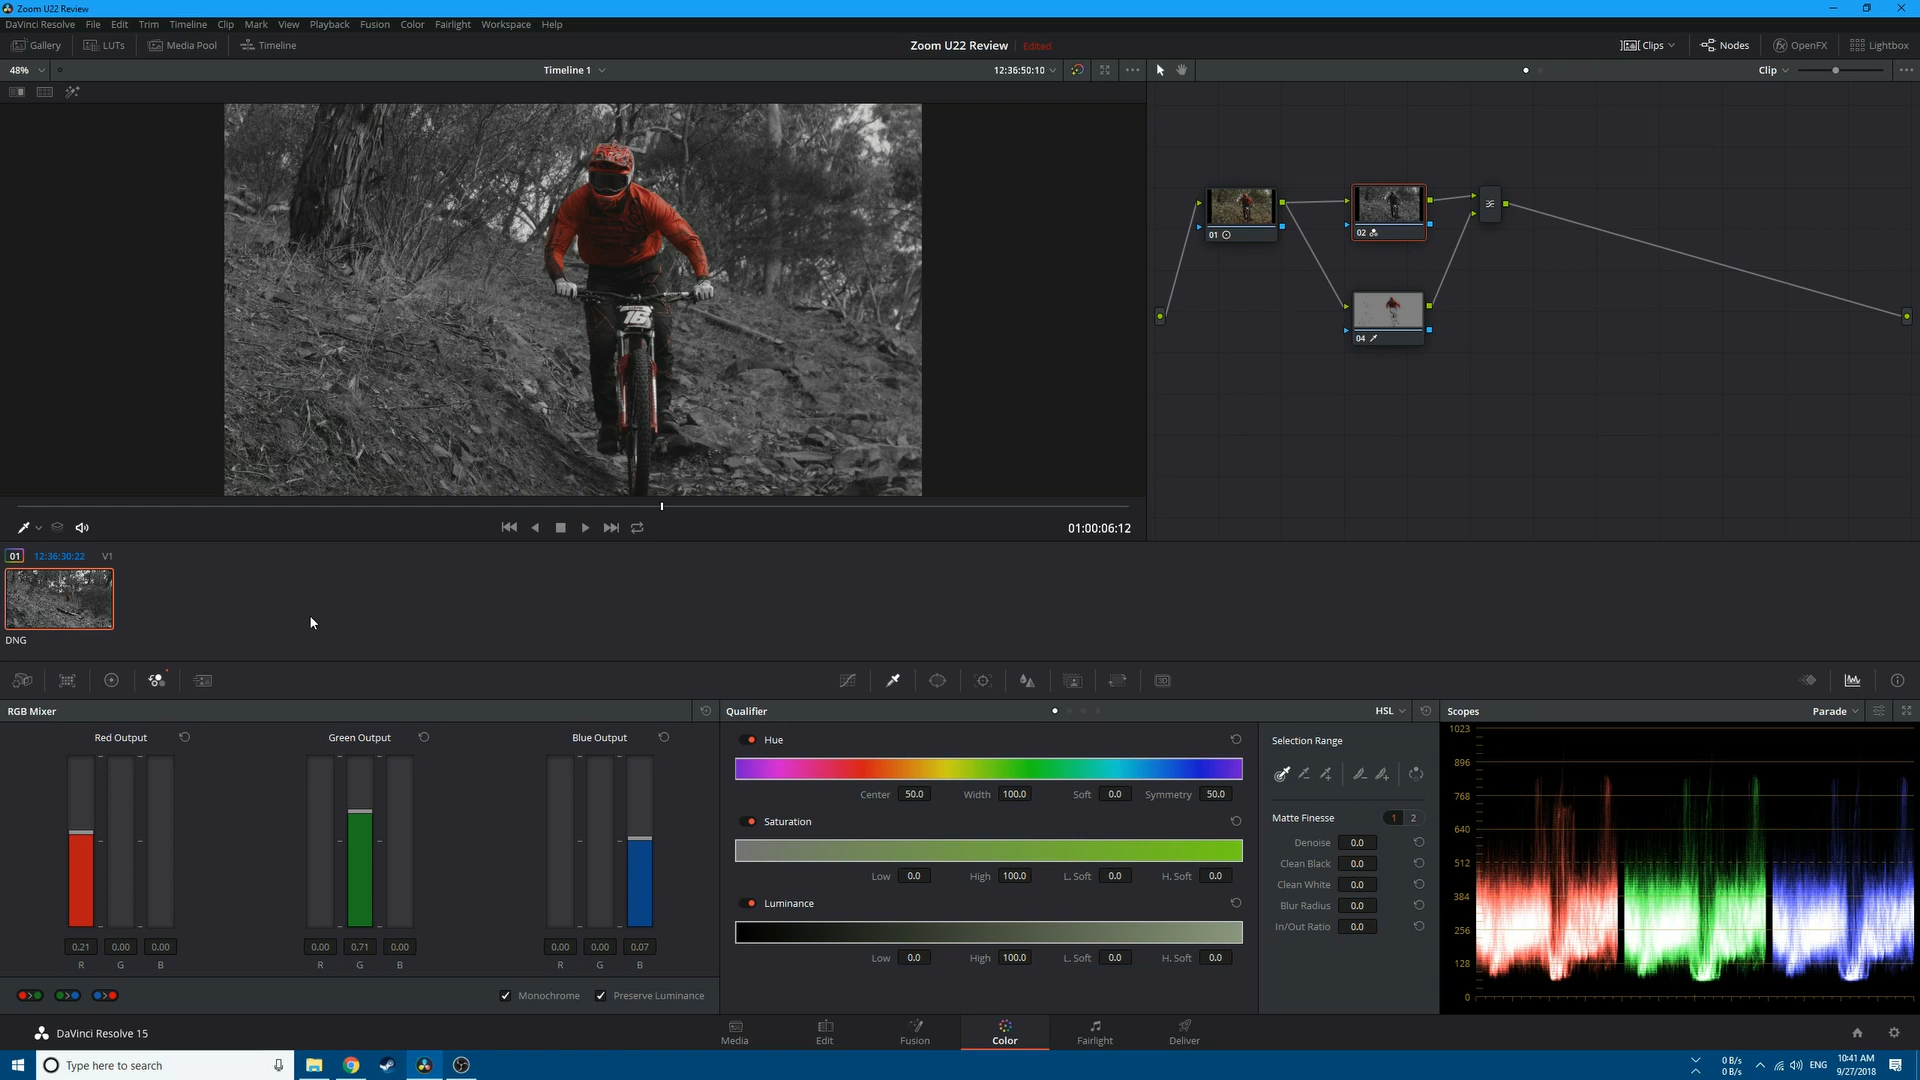 Zoom U22 Review
DaVinci Resolve File Edit Trim Timeline Clip Mark View Playback Fusion Color Fairlight Workspace Help
Gallery LUTs Media Pool Timeline Zoom U22 Review Edited Clips Nodes OpenFX Lightbox
48% Timeline 1 12:36:50:10 Clip
16
01
02
04
01:00:06:12
01 12:36:30:22 V1
DNG
RGB Mixer Qualifier HSL Scopes Parade
Red Output Green Output Blue Output
Hue
Center 50.0 Width 100.0 Soft 0.0 Symmetry 50.0
Saturation
Low 0.0 High 100.0 L. Soft 0.0 H. Soft 0.0
Luminance
Low 0.0 High 100.0 L. Soft 0.0 H. Soft 0.0
0.21 0.00 0.00 0.00 0.71 0.00 0.00 0.00 0.07
R G B R G B R G B
Monochrome Preserve Luminance
Selection Range
Matte Finesse 1 2
Denoise 0.0
Clean Black 0.0
Clean White 0.0
Blur Radius 0.0
In/Out Ratio 0.0
1023
896
768
640
512
384
256
128
0
DaVinci Resolve 15 Media Edit Fusion Color Fairlight Deliver
Type here to search
0 B/s
0 B/s
ENG
10:41 AM
9/27/2018